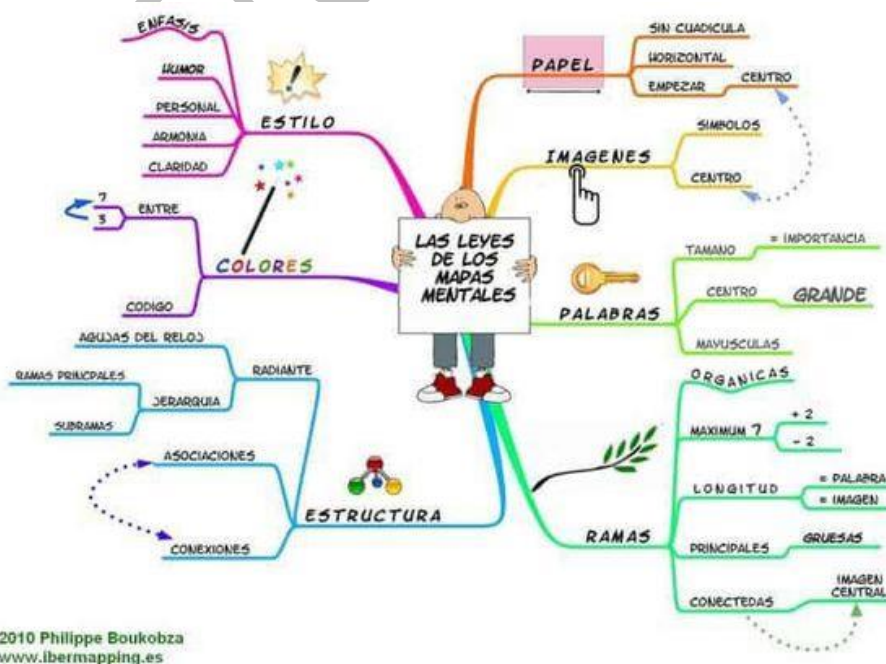 LAS LEYES
DE LOS
MAPAS
MENTALES
PAPEL
SIN CUADICULA
HORIZONTAL
EMPEZAR
CENTRO
IMAGENES
SIMBOLOS
CENTRO
PALABRAS
TAMANO
= IMPORTANCIA
CENTRO
GRANDE
MAYUSCULAS
RAMAS
ORGANICAS
MAXIMUM 7
+ 2
- 2
LONGITUD
= PALABRA
= IMAGEN
PRINCIPALES
GRUESAS
CONECTEDAS
IMAGEN
CENTRAL
ESTRUCTURA
RADIANTE
AGUJAS DEL RELOJ
JERARQUIA
RAMAS PRINCPALES
SUBRAMAS
ASOCIACIONES
CONEXIONES
COLORES
ENTRE
7
3
CODIGO
ESTILO
ENFASIS
HUMOR
PERSONAL
ARMONIA
CLARIDAD
2010 Philippe Boukobza
www.ibermapping.es